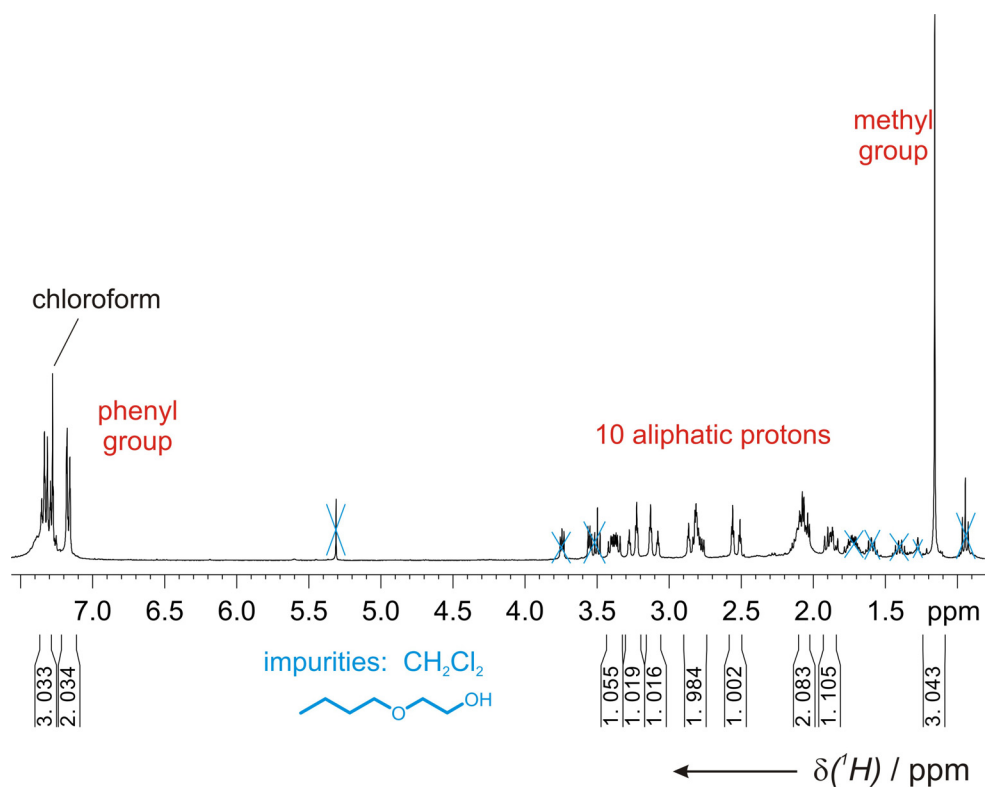 methyl
group
chloroform
phenyl
group
10 aliphatic protons
7.0 6.5 6.0 5.5 5.0 4.5 4.0 3.5 3.0 2.5 2.0 1.5 ppm
3.033 2.034 1.055 1.019 1.016 1.984 1.002 2.083 1.105 3.043
impurities: CH₂Cl₂
O OH
δ(¹H) / ppm